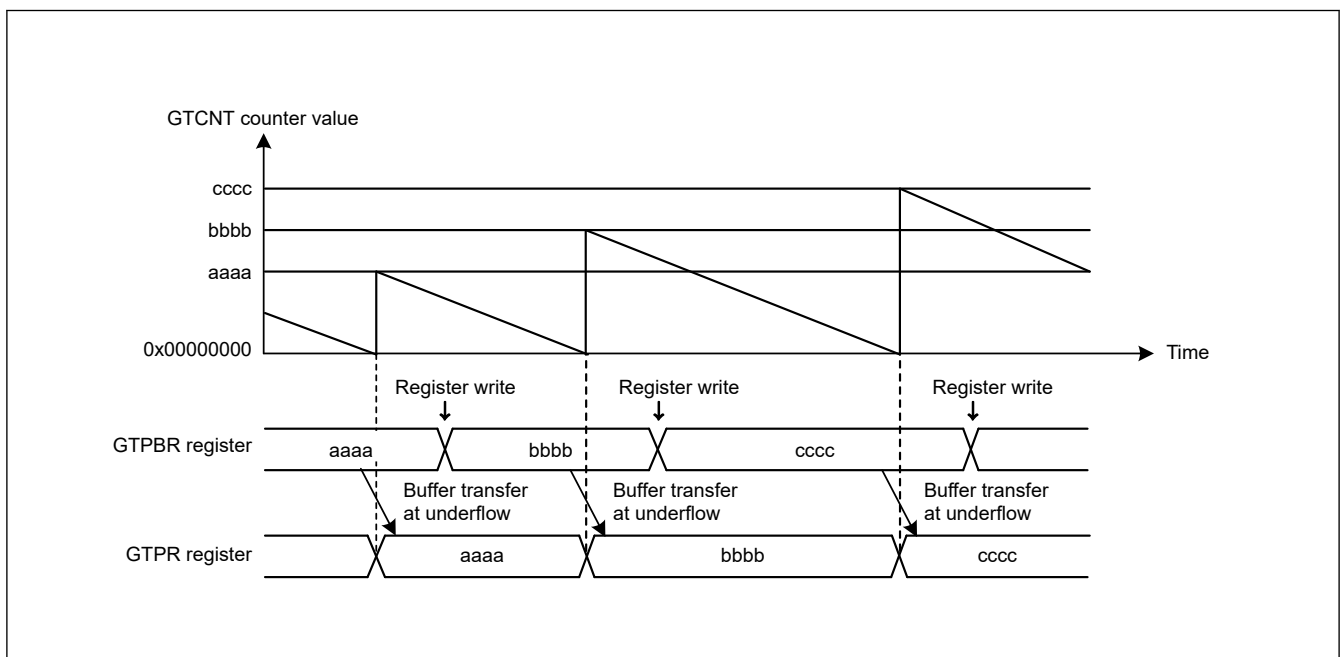 GTCNT counter value
cccc
bbbb
aaaa
0x00000000
Time
Register write Register write Register write
GTPBR register aaaa bbbb cccc
Buffer transfer Buffer transfer Buffer transfer
at underflow at underflow at underflow
GTPR register aaaa bbbb cccc